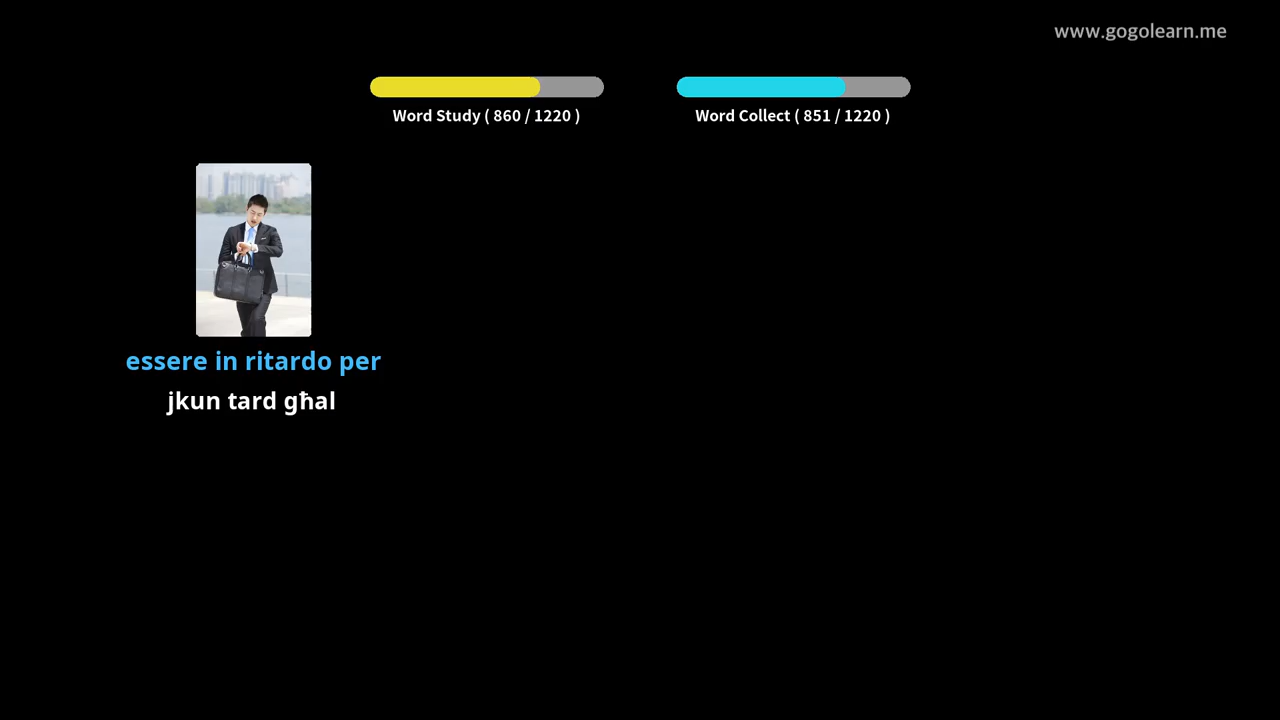 www.gogolearn.me
Word Study ( 860 / 1220 )
Word Collect ( 851 / 1220 )
essere in ritardo per
jkun tard għal